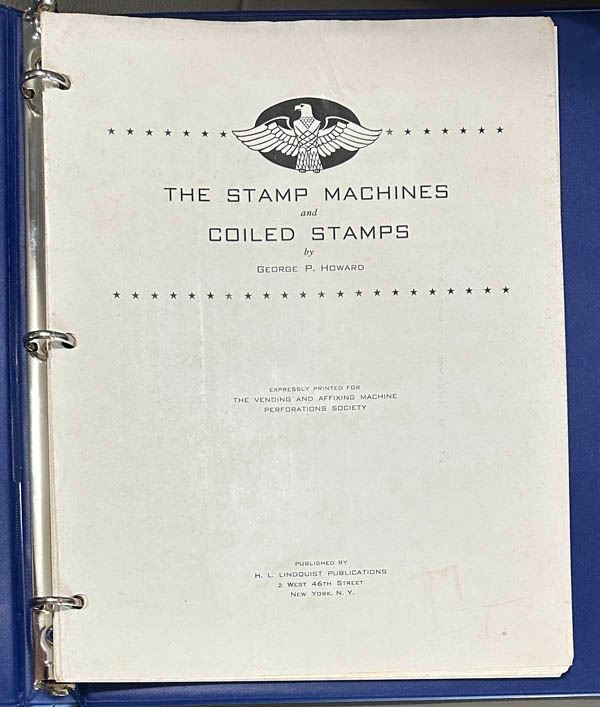 THE STAMP MACHINES
and
COILED STAMPS
by
GEORGE P. HOWARD
EXPRESSLY PRINTED FOR
THE VENDING AND AFFIXING MACHINE
PERFORATIONS SOCIETY
PUBLISHED BY
H. L. LINDQUIST PUBLICATIONS
2 WEST 46TH STREET
NEW YORK, N. Y.